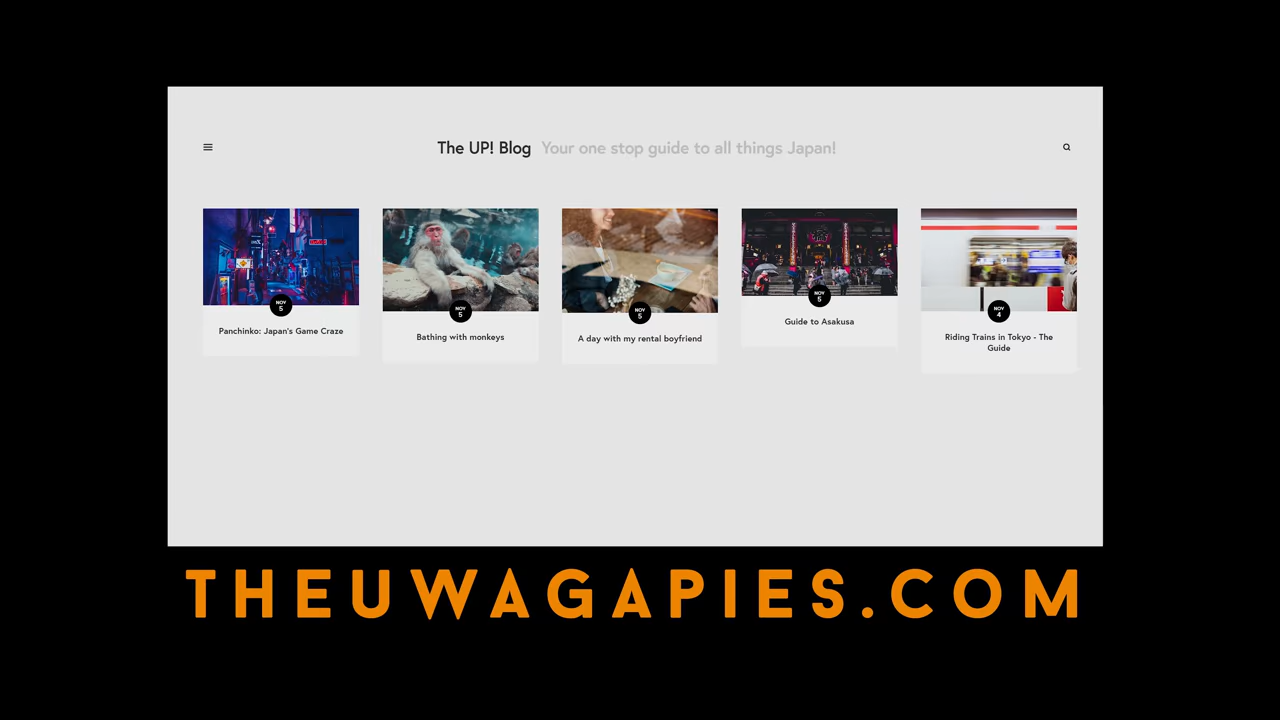 The UP! Blog Your one stop guide to all things Japan!
NOV
5
Panchinko: Japan's Game Craze
NOV
5
Bathing with monkeys
NOV
5
A day with my rental boyfriend
NOV
5
Guide to Asakusa
NOV
4
Riding Trains in Tokyo - The
Guide
THEUWAGAPIES.COM